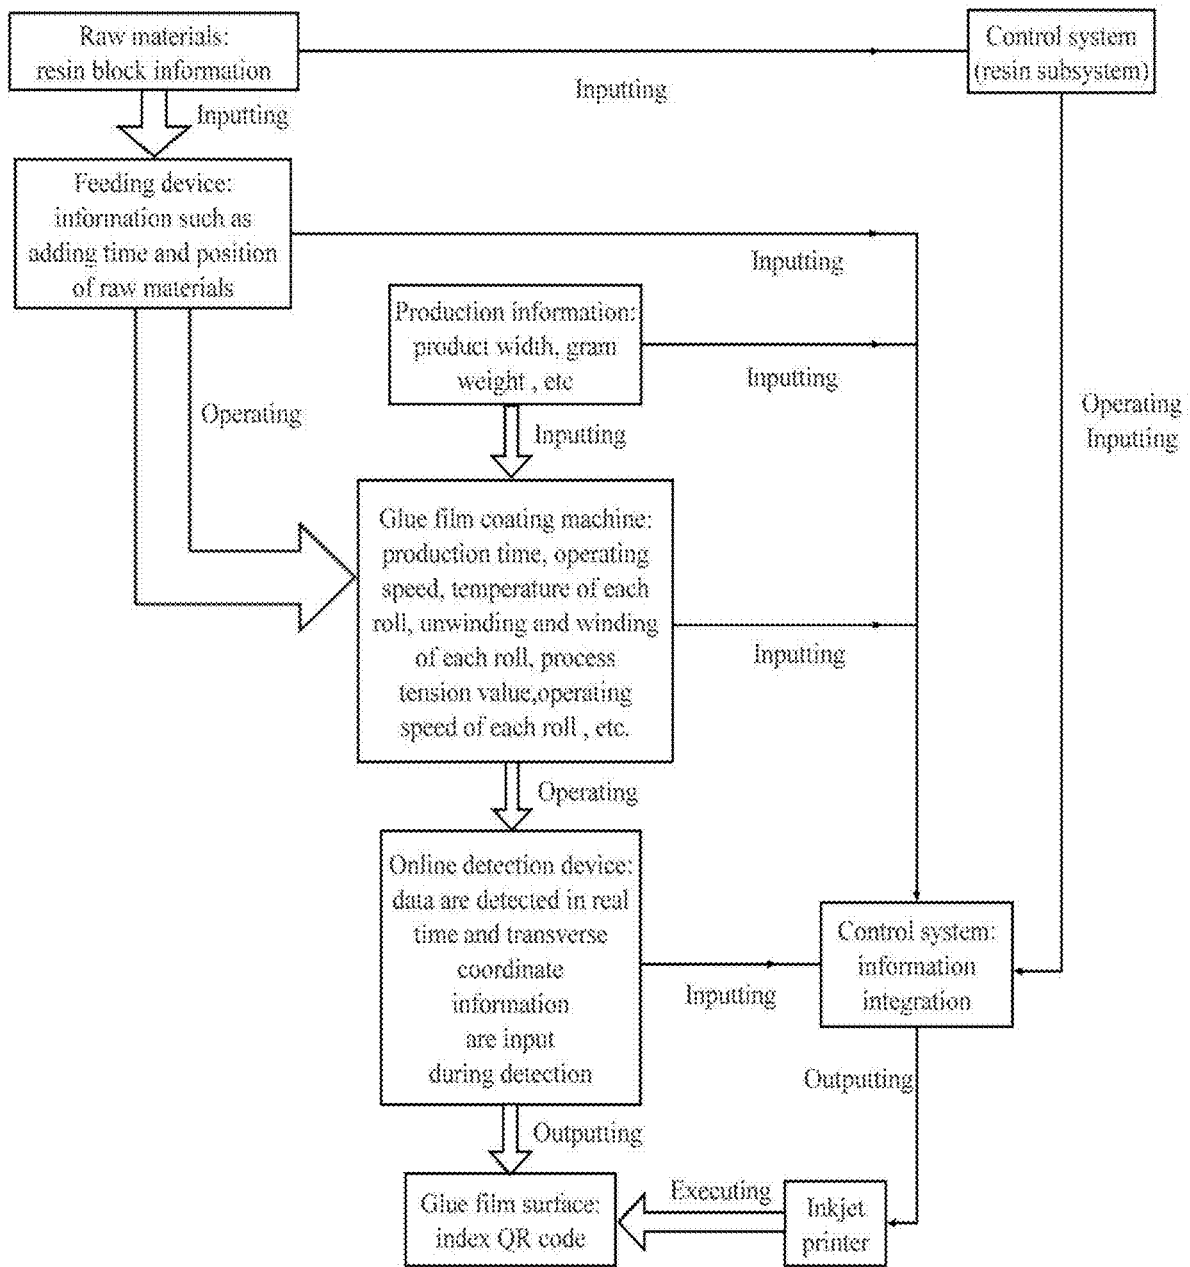 Raw materials:
resin block information
Control system
(resin subsystem)
Inputting
Inputting
Feeding device:
information such as
adding time and position
of raw materials
Inputting
Production information:
product width, gram
weight , etc
Inputting
Operating
Operating
Inputting
Inputting
Glue film coating machine:
production time, operating
speed, temperature of each
roll, unwinding and winding
of each roll, process
tension value,operating
speed of each roll , etc.
Inputting
Operating
Online detection device:
data are detected in real
time and transverse
coordinate
information
are input
during detection
Control system:
information
integration
Inputting
Outputting
Outputting
Glue film surface:
index QR code
Executing
Inkjet
printer